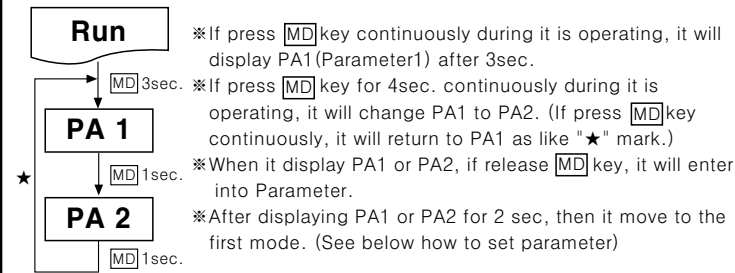 Run
MD 3sec.
PA 1
★
MD 1sec.
PA 2
MD 1sec.
※If press MD key continuously during it is operating, it will
display PA1(Parameter1) after 3sec.
※If press MD key for 4sec. continuously during it is
operating, it will change PA1 to PA2. (If press MD key
continuously, it will return to PA1 as like "★" mark.)
※When it display PA1 or PA2, if release MD key, it will enter
into Parameter.
※After displaying PA1 or PA2 for 2 sec, then it move to the
first mode. (See below how to set parameter)